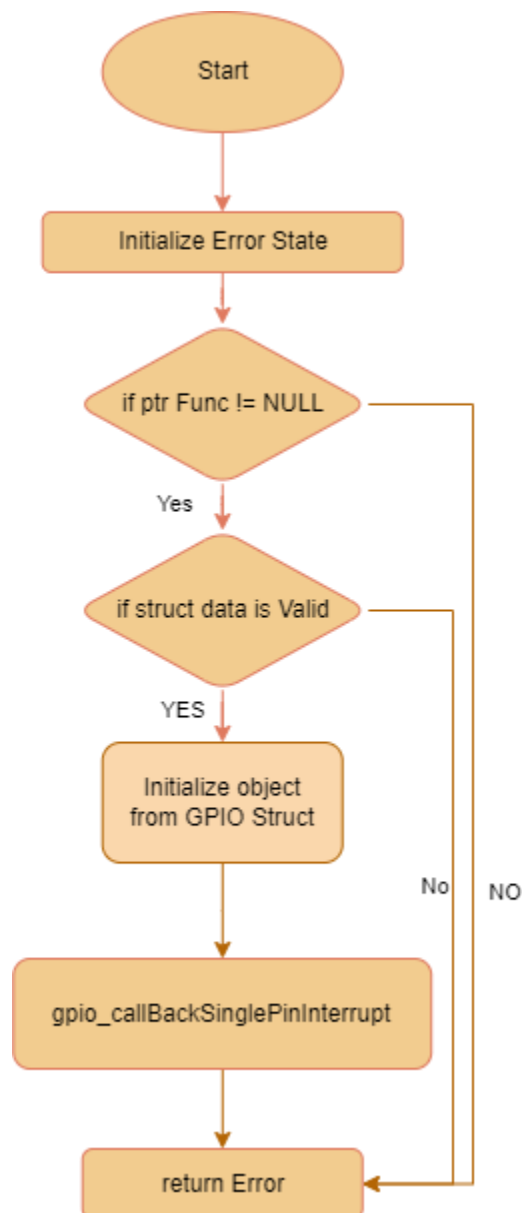 Start
Initialize Error State
if ptr Func != NULL
Yes
if struct data is Valid
YES
Initialize object
from GPIO Struct
No
NO
gpio_callBackSinglePinInterrupt
return Error